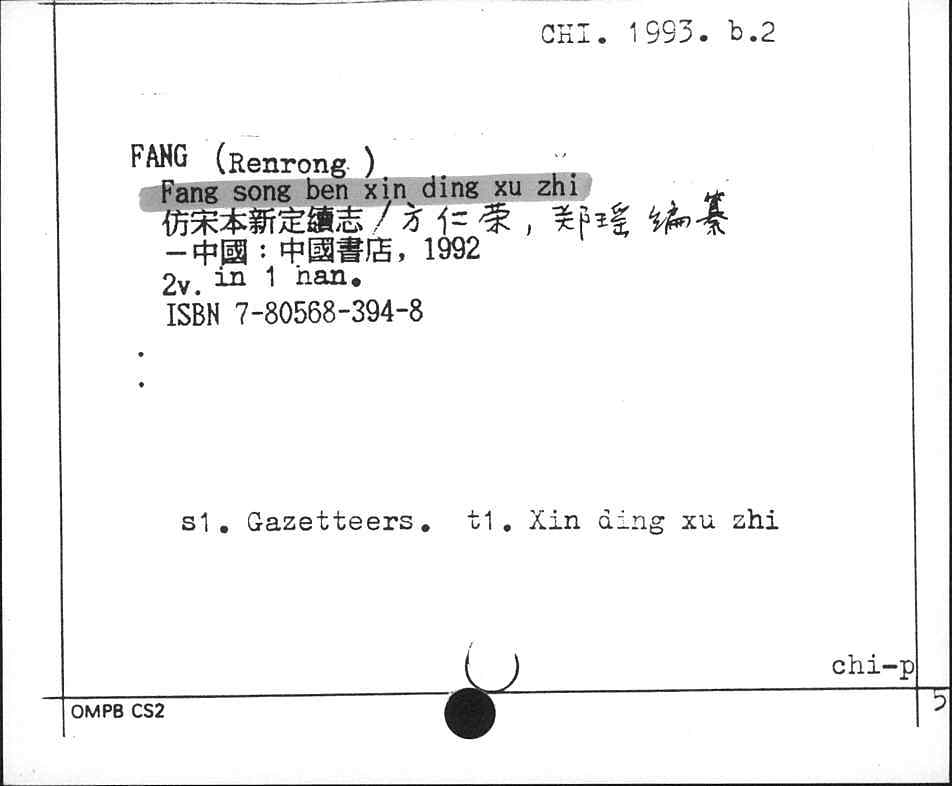 CHI. 1993. b.2
FANG (Renrong )
Fang song ben xin ding xu zhi
仿宋本新定續志/方仁荣, 郑瑶 编纂
—中國：中國書店, 1992
2v. in 1 han.
ISBN 7-80568-394-8
s1. Gazetteers. t1. Xin ding xu zhi
chi-p
OMPB CS2
5